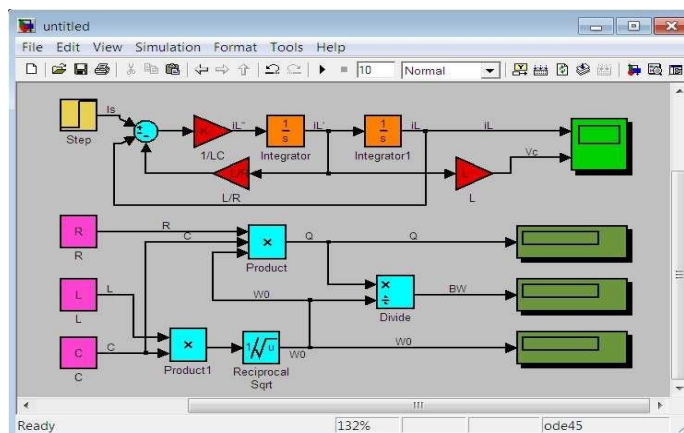 untitled
File Edit View Simulation Format Tools Help
10 Normal
Is
Step
iL''
1/LC
1
s
Integrator
iL'
1
s
Integrator1
iL
iL
Vc
L/R
L
R
R
R
C
×
Product
Q
Q
L
L
L
W0
×
÷
Divide
BW
C
C
C
×
Product1
1/√u
Reciprocal
Sqrt
W0
W0
Ready 132% ode45